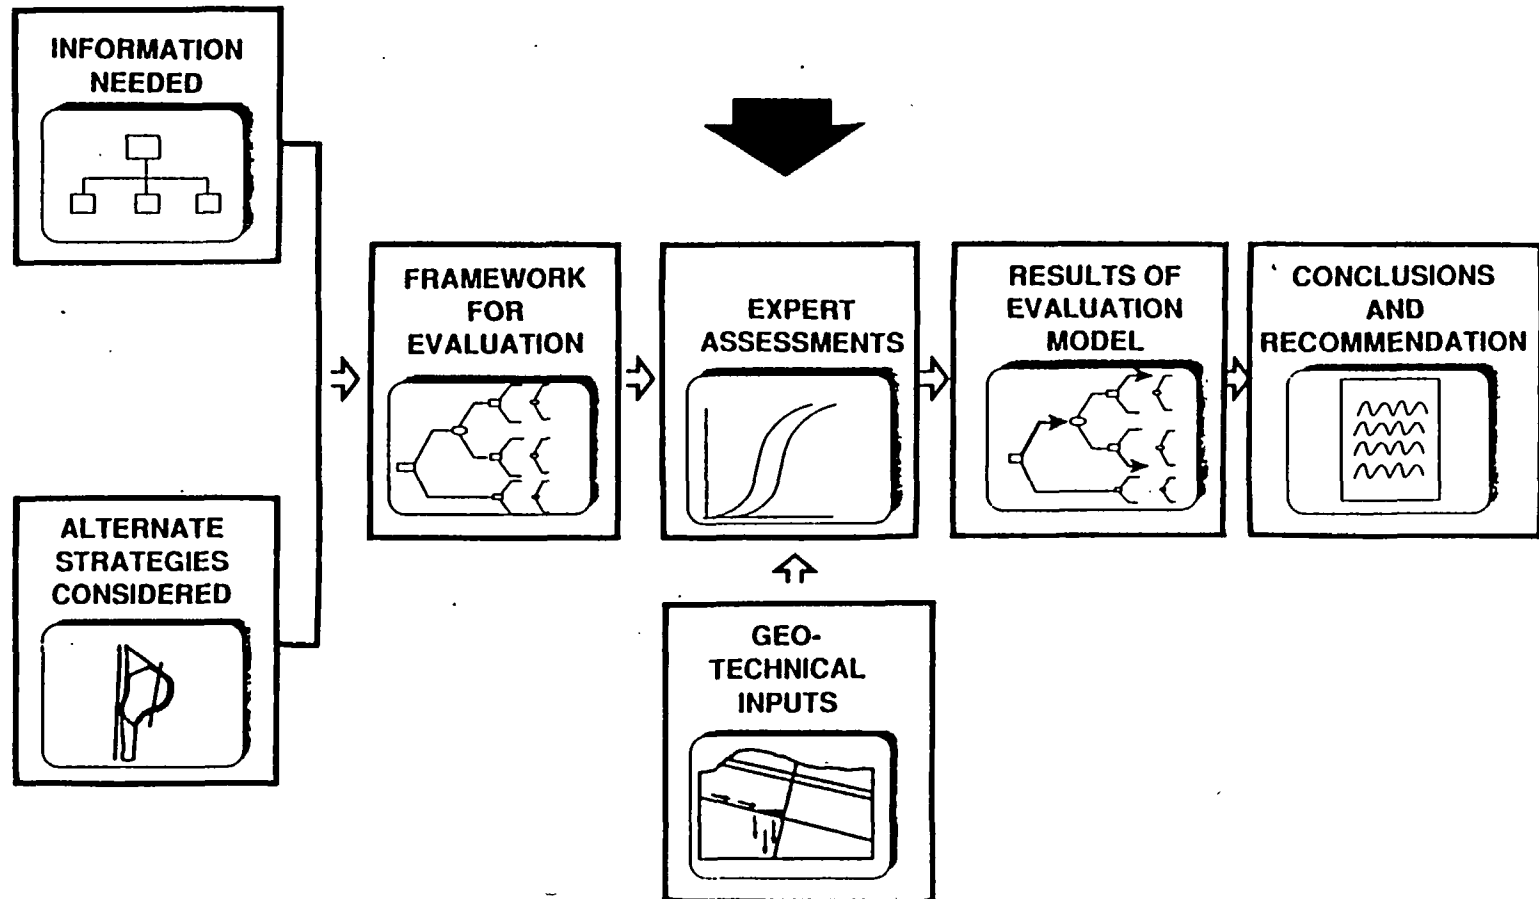 INFORMATION
NEEDED
ALTERNATE
STRATEGIES
CONSIDERED
FRAMEWORK
FOR
EVALUATION
EXPERT
ASSESSMENTS
GEO-
TECHNICAL
INPUTS
RESULTS OF
EVALUATION
MODEL
CONCLUSIONS
AND
RECOMMENDATION